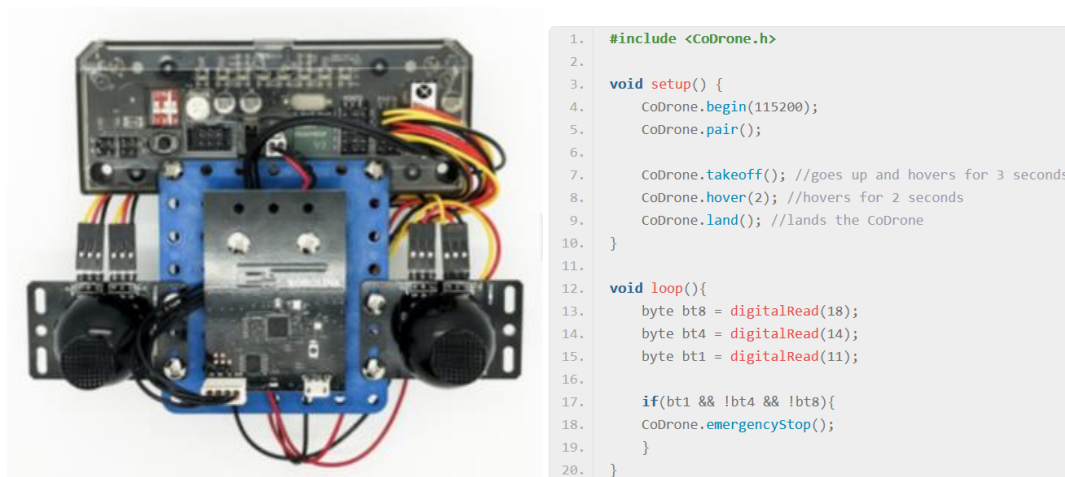 1. #include <CoDrone.h>
2.
3. void setup() {
4. CoDrone.begin(115200);
5. CoDrone.pair();
6.
7. CoDrone.takeoff(); //goes up and hovers for 3 seconds
8. CoDrone.hover(2); //hovers for 2 seconds
9. CoDrone.land(); //lands the CoDrone
10. }
11.
12. void loop(){
13. byte bt8 = digitalRead(18);
14. byte bt4 = digitalRead(14);
15. byte bt1 = digitalRead(11);
16.
17. if(bt1 && !bt4 && !bt8){
18. CoDrone.emergencyStop();
19. }
20. }